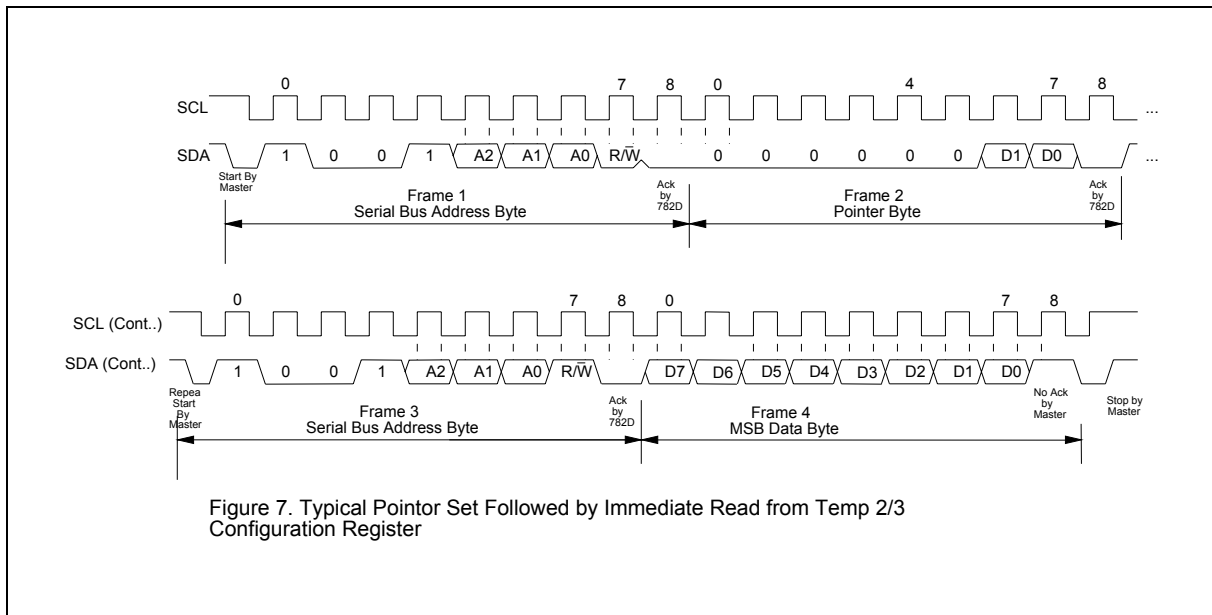 0 7 8 0 4 7 8
SCL ...
SDA 1 0 0 1 A2 A1 A0 R/W̅ 0 0 0 0 0 0 D1 D0 ...
Start By
Master
Frame 1
Serial Bus Address Byte
Ack
by
782D
Frame 2
Pointer Byte
Ack
by
782D
0 7 8 0 7 8
SCL (Cont..)
SDA (Cont..) 1 0 0 1 A2 A1 A0 R/W̅ D7 D6 D5 D4 D3 D2 D1 D0
Repea
Start
By
Master
Frame 3
Serial Bus Address Byte
Ack
by
782D
Frame 4
MSB Data Byte
No Ack
by
Master
Stop by
Master
Figure 7. Typical Pointor Set Followed by Immediate Read from Temp 2/3
Configuration Register